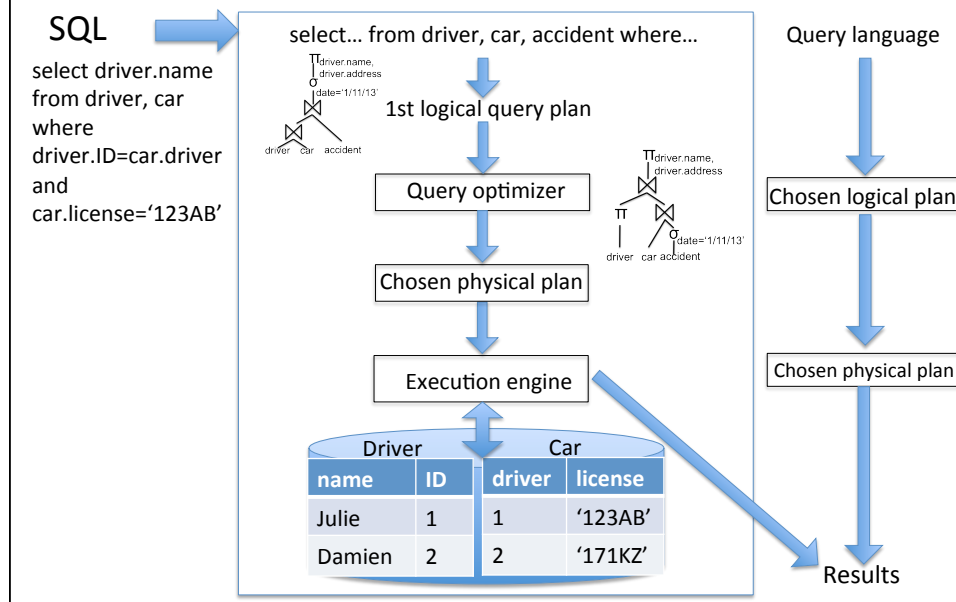 SQL
select driver.name
from driver, car
where
driver.ID=car.driver
and
car.license=‘123AB’
select… from driver, car, accident where…
πdriver.name,
driver.address
σ
date=‘1/11/13’
⋈
⋈
driver car accident
1st logical query plan
Query optimizer
πdriver.name,
driver.address
⋈
π ⋈
σdate=‘1/11/13’
driver car accident
Chosen physical plan
Execution engine
Driver Car
name ID driver license
Julie 1 1 ‘123AB’
Damien 2 2 ‘171KZ’
Query language
Chosen logical plan
Chosen physical plan
Results